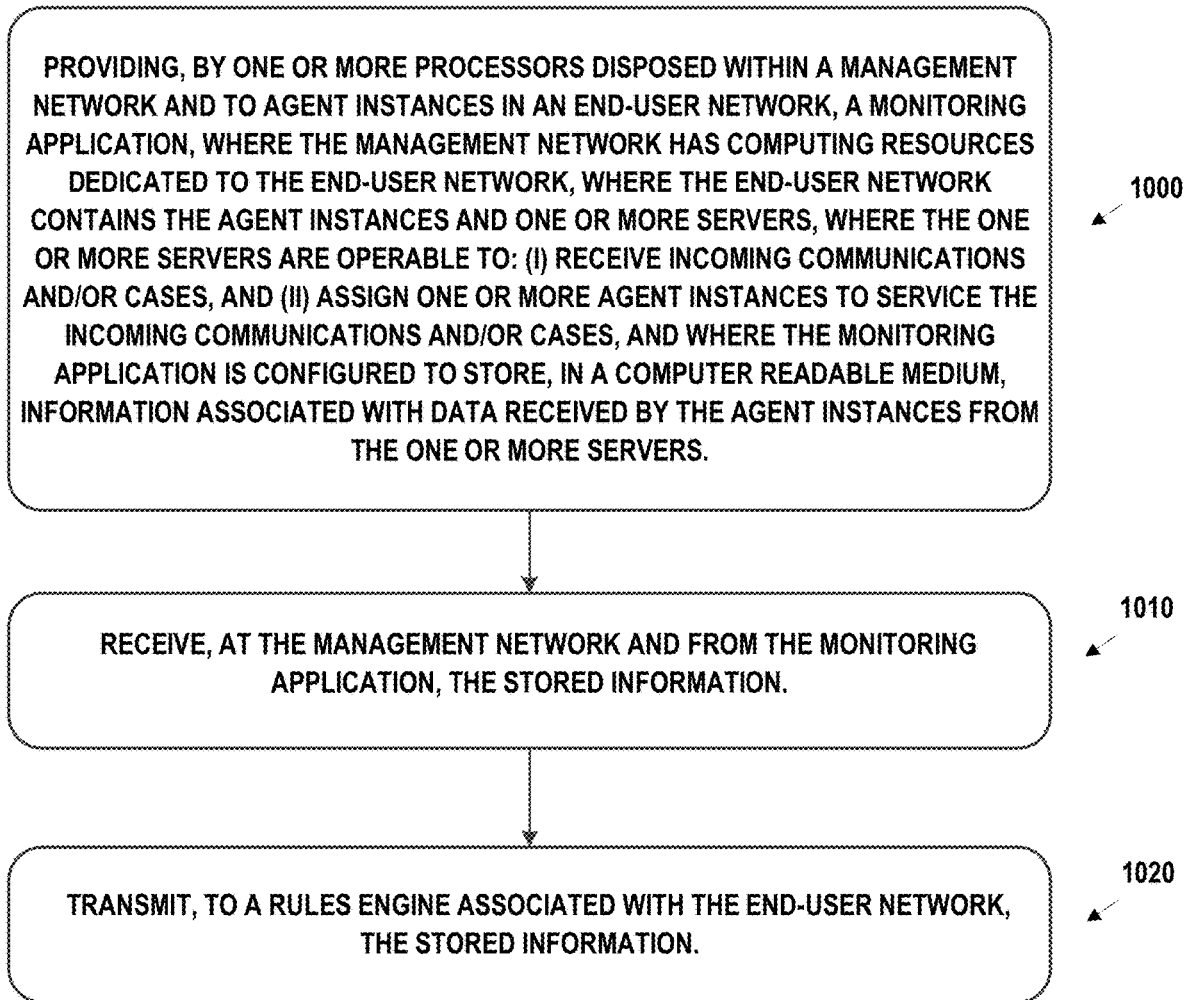 PROVIDING, BY ONE OR MORE PROCESSORS DISPOSED WITHIN A MANAGEMENT
NETWORK AND TO AGENT INSTANCES IN AN END-USER NETWORK, A MONITORING
APPLICATION, WHERE THE MANAGEMENT NETWORK HAS COMPUTING RESOURCES
DEDICATED TO THE END-USER NETWORK, WHERE THE END-USER NETWORK
CONTAINS THE AGENT INSTANCES AND ONE OR MORE SERVERS, WHERE THE ONE
OR MORE SERVERS ARE OPERABLE TO: (I) RECEIVE INCOMING COMMUNICATIONS
AND/OR CASES, AND (II) ASSIGN ONE OR MORE AGENT INSTANCES TO SERVICE THE
INCOMING COMMUNICATIONS AND/OR CASES, AND WHERE THE MONITORING
APPLICATION IS CONFIGURED TO STORE, IN A COMPUTER READABLE MEDIUM,
INFORMATION ASSOCIATED WITH DATA RECEIVED BY THE AGENT INSTANCES FROM
THE ONE OR MORE SERVERS.
1000
RECEIVE, AT THE MANAGEMENT NETWORK AND FROM THE MONITORING
APPLICATION, THE STORED INFORMATION.
1010
TRANSMIT, TO A RULES ENGINE ASSOCIATED WITH THE END-USER NETWORK,
THE STORED INFORMATION.
1020